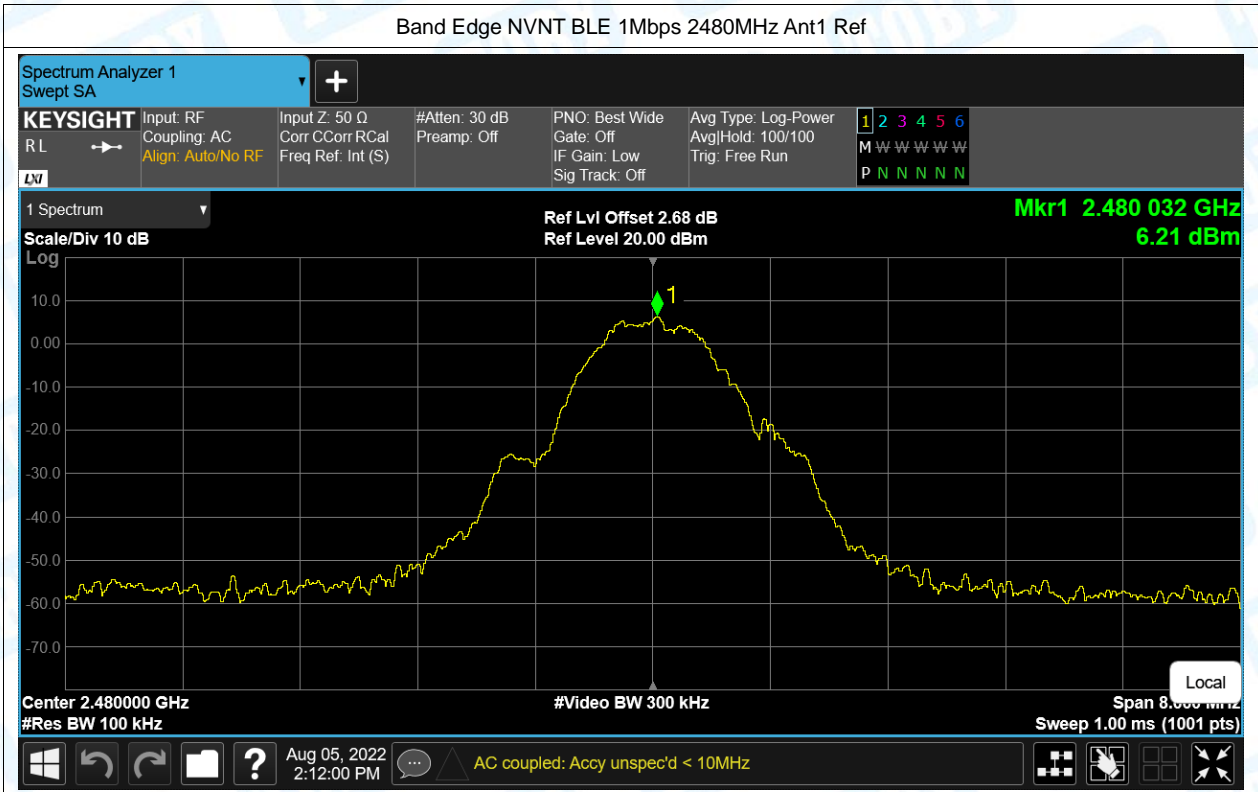 Band Edge NVNT BLE 1Mbps 2480MHz Ant1 Ref
Spectrum Analyzer 1
Swept SA
+
KEYSIGHT
R L
LXI
Input: RF
Coupling: AC
Align: Auto/No RF
Input Z: 50 Ω
Corr CCorr RCal
Freq Ref: Int (S)
#Atten: 30 dB
Preamp: Off
PNO: Best Wide
Gate: Off
IF Gain: Low
Sig Track: Off
Avg Type: Log-Power
Avg|Hold: 100/100
Trig: Free Run
1 2 3 4 5 6
M W W W W W
P N N N N N
1 Spectrum
Scale/Div 10 dB
Log
Ref Lvl Offset 2.68 dB
Ref Level 20.00 dBm
Mkr1 2.480 032 GHz
6.21 dBm
1
10.0
0.00
-10.0
-20.0
-30.0
-40.0
-50.0
-60.0
-70.0
Local
Center 2.480000 GHz
#Video BW 300 kHz
Span 8.000 MHz
#Res BW 100 kHz
Sweep 1.00 ms (1001 pts)
?
Aug 05, 2022
2:12:00 PM
AC coupled: Accy unspec'd < 10MHz